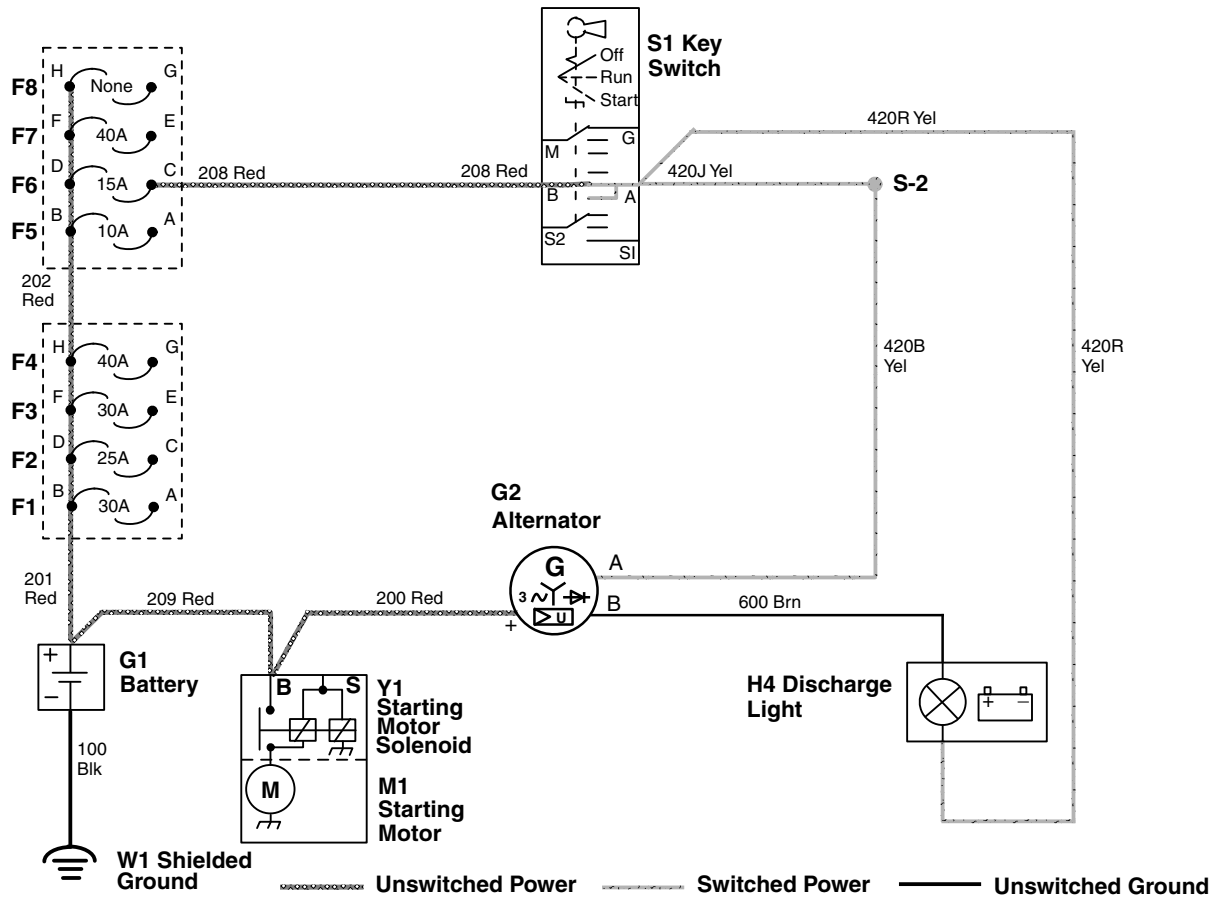 S1 Key
Switch
Off
Run
Start
M
G
B
A
S2
SI
H
G
F8
None
F
E
F7
40A
D
C
F6
15A
B
A
F5
10A
208 Red
208 Red
420J Yel
420R Yel
S-2
202
Red
H
G
F4
40A
F
E
F3
30A
D
C
F2
25A
B
A
F1
30A
420B
Yel
420R
Yel
G2
Alternator
G
3 ~
U
+
A
B
600 Brn
201
Red
209 Red
200 Red
+
−
G1
Battery
B
S
Y1
Starting
Motor
Solenoid
M
M1
Starting
Motor
H4 Discharge
Light
+ −
100
Blk
W1 Shielded
Ground
Unswitched Power
Switched Power
Unswitched Ground